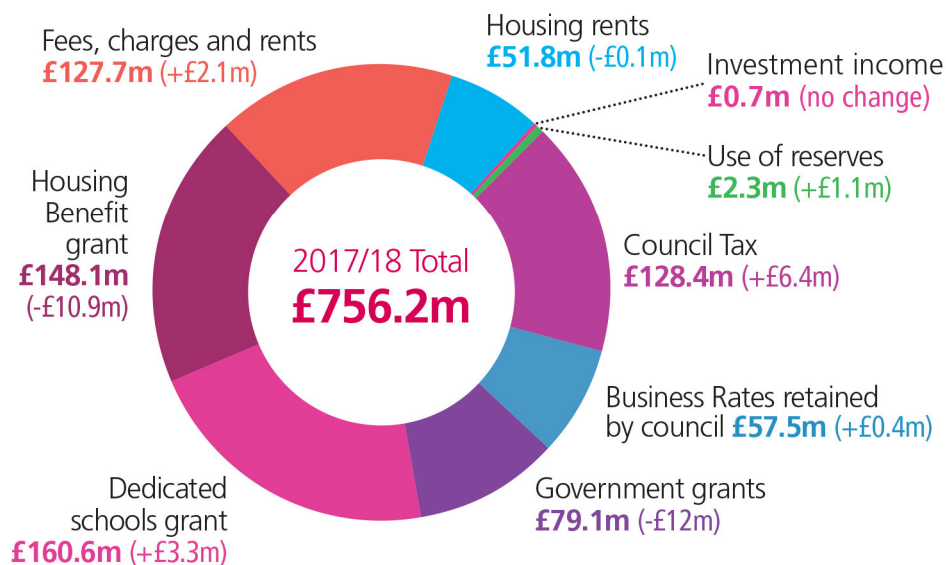 Fees, charges and rents
£127.7m (+£2.1m)
Housing rents
£51.8m (-£0.1m)
Investment income
£0.7m (no change)
Use of reserves
£2.3m (+£1.1m)
Council Tax
£128.4m (+£6.4m)
Business Rates retained
by council £57.5m (+£0.4m)
Government grants
£79.1m (-£12m)
Dedicated
schools grant
£160.6m (+£3.3m)
Housing
Benefit
grant
£148.1m
(-£10.9m)
2017/18 Total
£756.2m